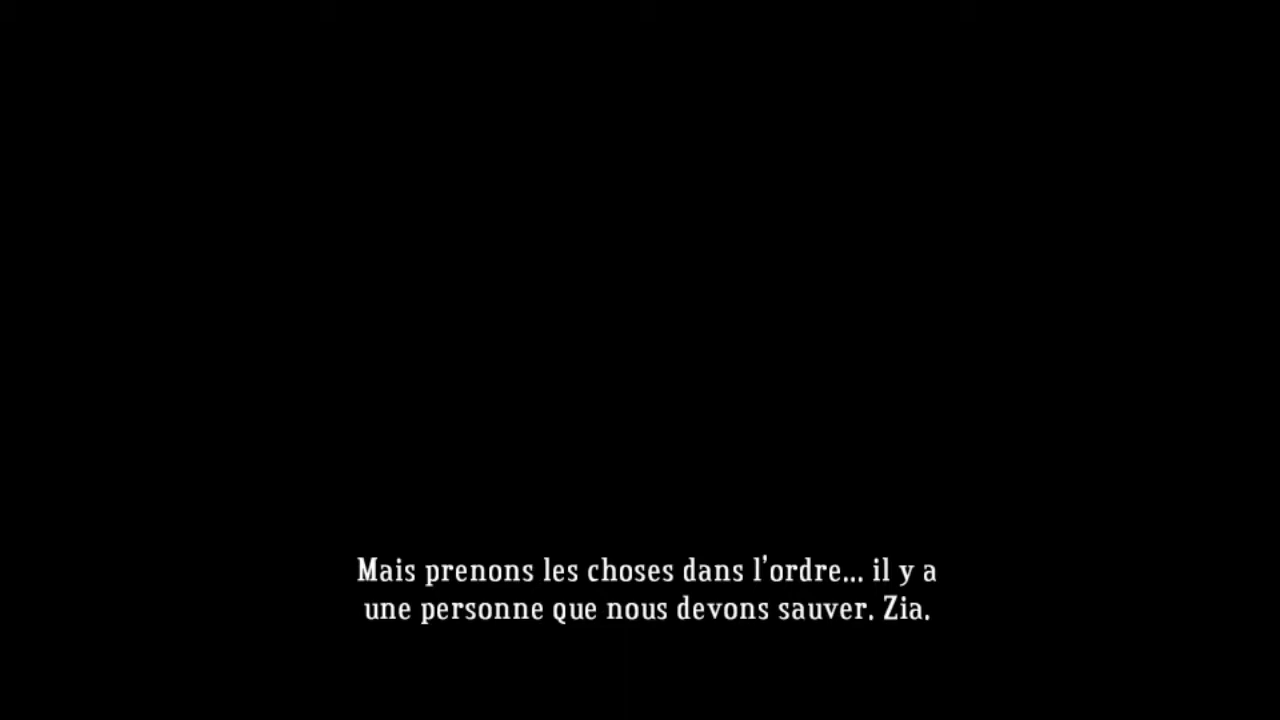 Mais prenons les choses dans l'ordre... il y a
une personne que nous devons sauver. Zia.